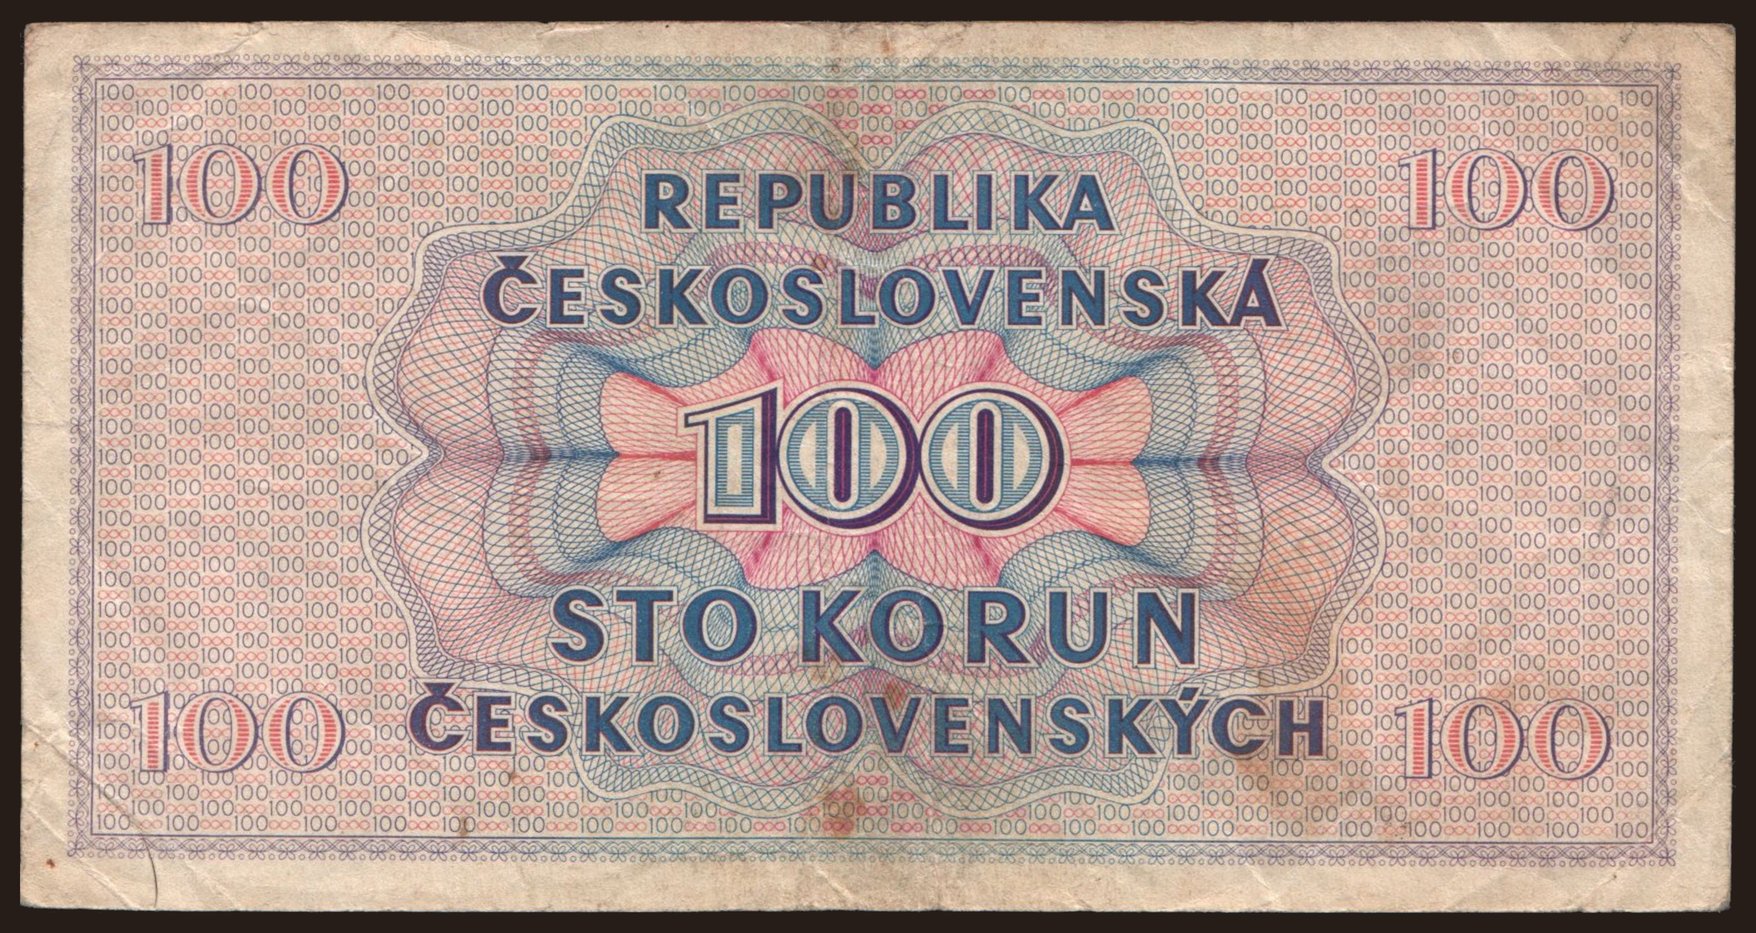 100 100
REPUBLIKA
ČESKOSLOVENSKÁ
100
STO KORUN
ČESKOSLOVENSKÝCH
100 100